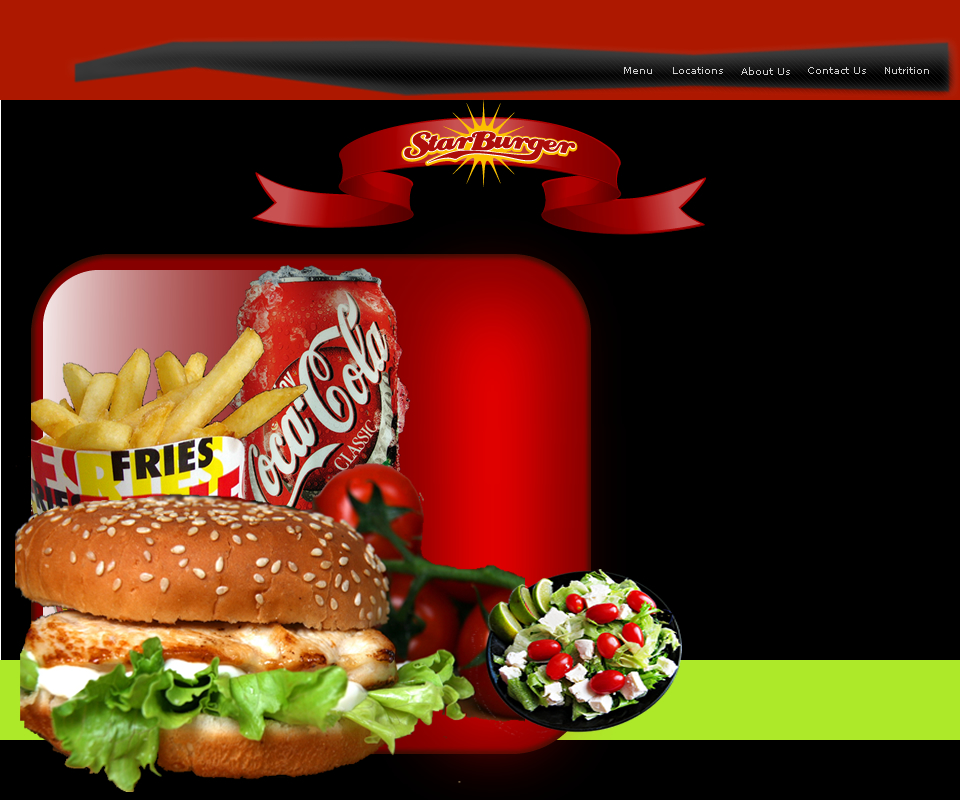 Menu Locations About Us Contact Us Nutrition
StarBurger
Coca-Cola
CLASSIC
FRIES